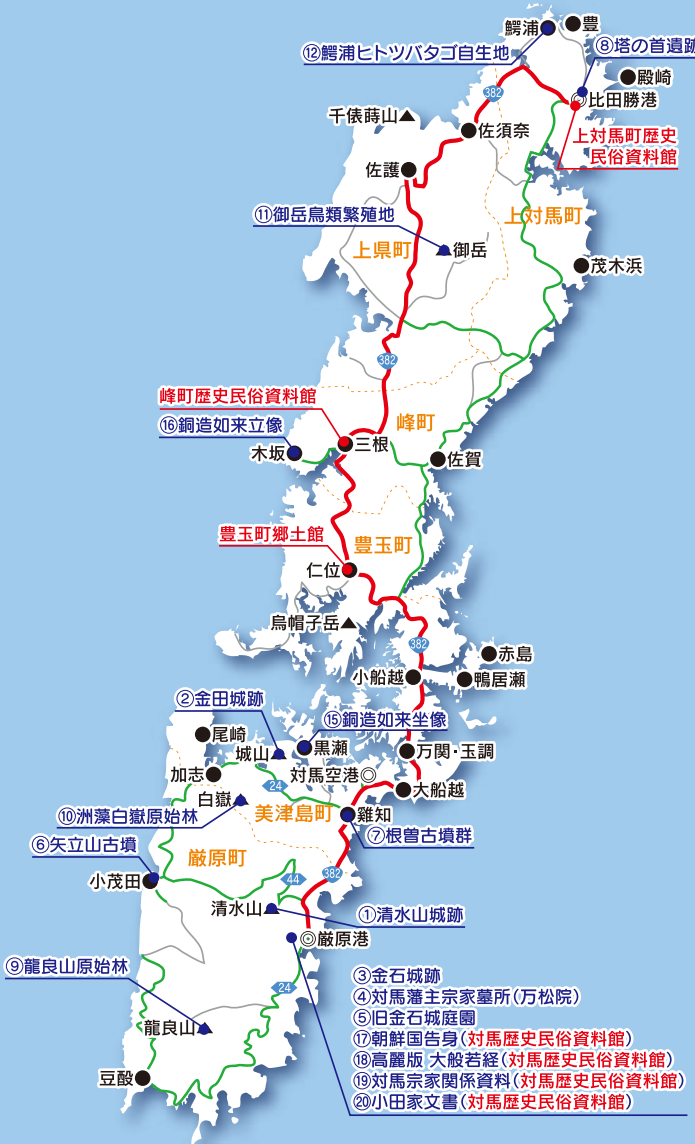 鰐浦
豊
⑫鰐浦ヒトツバタゴ自生地
⑧塔の首遺跡
殿崎
382
比田勝港
千俵蒔山
佐須奈
上対馬町歴史
民俗資料館
佐護
⑪御岳鳥類繁殖地
上対馬町
上県町
御岳
茂木浜
382
峰町歴史民俗資料館
⑯銅造如来立像
峰町
木坂
三根
佐賀
豊玉町郷土館
豊玉町
仁位
烏帽子岳
382
赤島
小船越
鴨居瀬
②金田城跡
⑮銅造如来坐像
尾崎
城山
黒瀬
万関・玉調
加志
対馬空港
24
大船越
白嶽
⑩洲藻白嶽原始林
美津島町
雞知
⑦根曽古墳群
⑥矢立山古墳
厳原町
382
44
小茂田
清水山
①清水山城跡
厳原港
⑨龍良山原始林
24
③金石城跡
④対馬藩主宗家墓所(万松院)
⑤旧金石城庭園
⑰朝鮮国告身(対馬歴史民俗資料館)
⑱高麗版 大般若経(対馬歴史民俗資料館)
⑲対馬宗家関係資料(対馬歴史民俗資料館)
⑳小田家文書(対馬歴史民俗資料館)
龍良山
豆酘